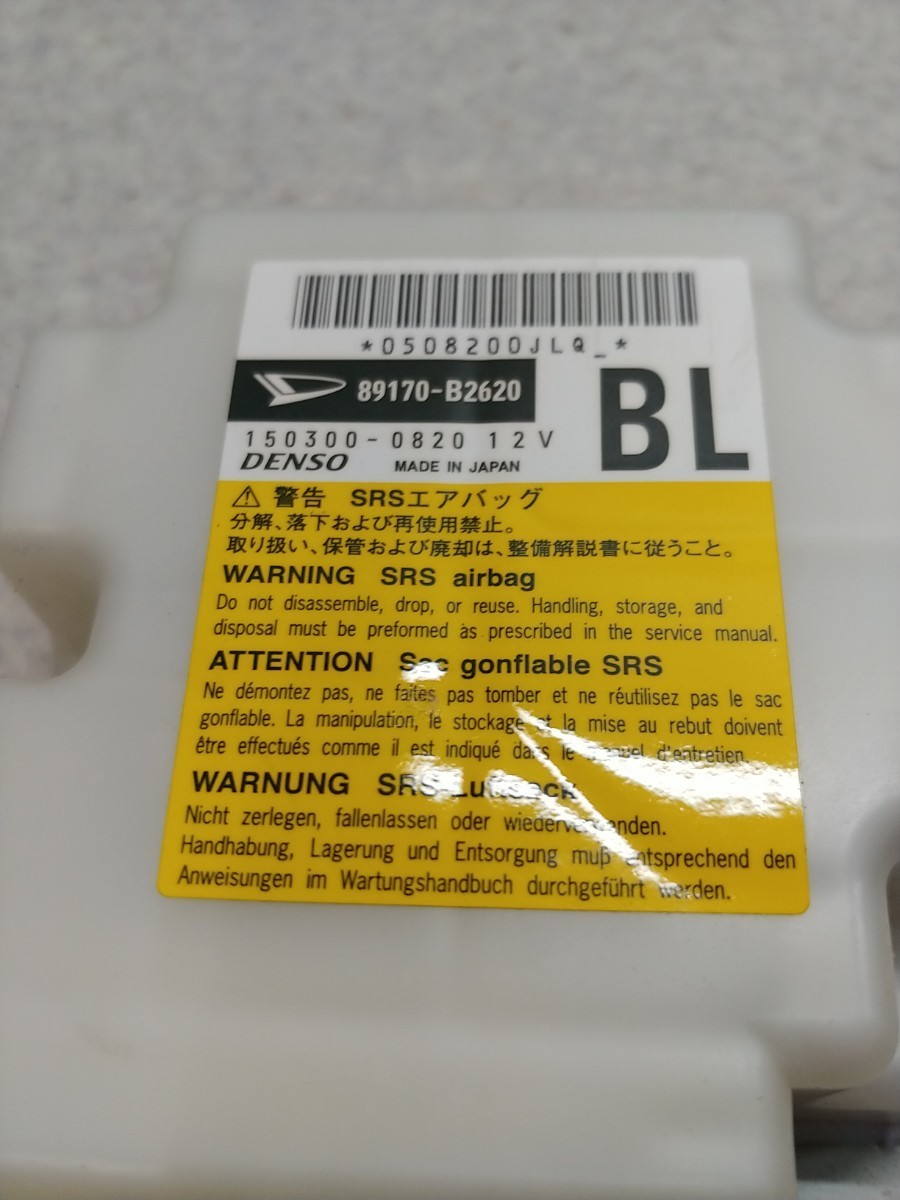 *0508200JLQ_*
89170-B2620
BL
150300-0820 12V
DENSO MADE IN JAPAN
⚠ 警告 SRSエアバッグ
分解、落下および再使用禁止。
取り扱い、保管および廃却は、整備解説書に従うこと。
WARNING SRS airbag
Do not disassemble, drop, or reuse. Handling, storage, and
disposal must be preformed as prescribed in the service manual.
ATTENTION Sac gonflable SRS
Ne démontez pas, ne faites pas tomber et ne réutilisez pas le sac
gonflable. La manipulation, le stockage et la mise au rebut doivent
être effectués comme il est indiqué dans le manuel d'entretien.
WARNUNG SRS-Luftsack
Nicht zerlegen, fallenlassen oder wiederverwenden.
Handhabung, Lagerung und Entsorgung muß entsprechend den
Anweisungen im Wartungshandbuch durchgeführt werden.